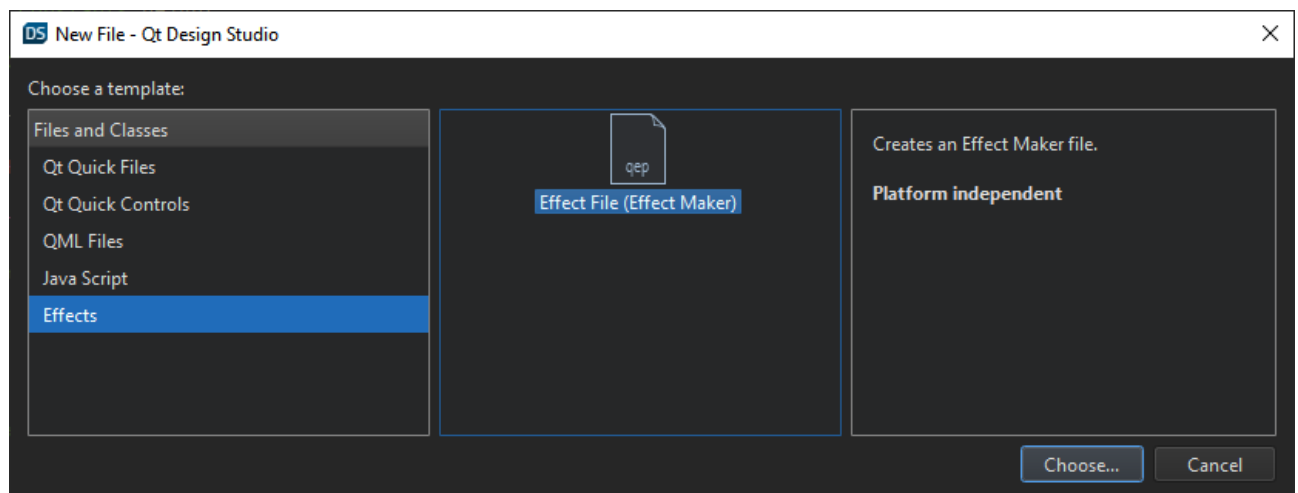 DS New File - Qt Design Studio
Choose a template:
Files and Classes
Qt Quick Files
Qt Quick Controls
QML Files
Java Script
Effects
qep
Effect File (Effect Maker)
Creates an Effect Maker file.
Platform independent
Choose...
Cancel